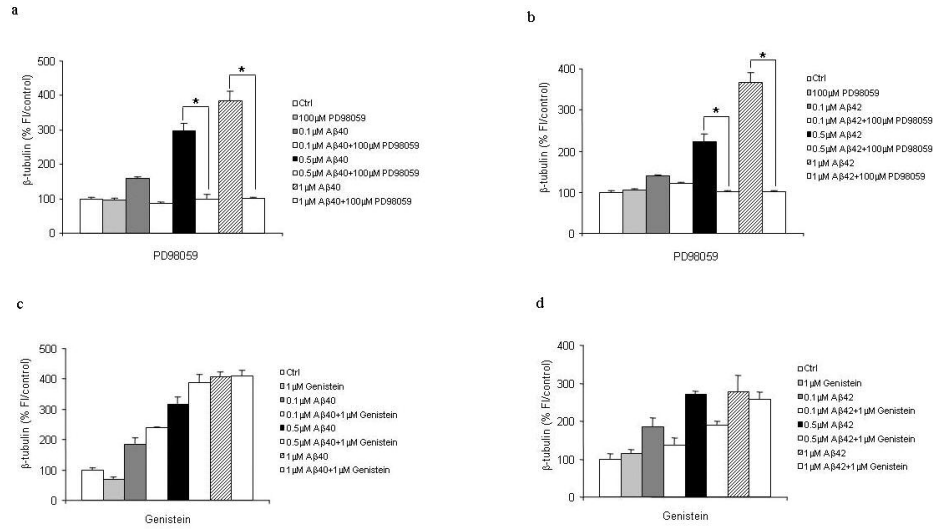 a
β-tubulin (% FI/control)
500
400
300
200
100
0
*
*
PD98059
Ctrl
100µM PD98059
0.1µM Aβ40
0.1µM Aβ40+100µM PD98059
0.5µM Aβ40
0.5µM Aβ40+100µM PD98059
1µM Aβ40
1µM Aβ40+100µM PD98059
b
β-tubulin (% FI/control)
400
300
200
100
0
*
*
PD98059
Ctrl
100µM PD98059
0.1µM Aβ42
0.1µM Aβ42+100µM PD98059
0.5µM Aβ42
0.5µM Aβ42+100µM PD98059
1µM Aβ42
1µM Aβ42+100µM PD98059
c
β-tubulin (% FI/control)
500
400
300
200
100
0
Genistein
Ctrl
1µM Genistein
0.1µM Aβ40
0.1µM Aβ40+1µM Genistein
0.5µM Aβ40
0.5µM Aβ40+1µM Genistein
1µM Aβ40
1µM Aβ40+1µM Genistein
d
β-tubulin (% FI/control)
400
300
200
100
0
Genistein
Ctrl
1µM Genistein
0.1µM Aβ42
0.1µM Aβ42+1µM Genistein
0.5µM Aβ42
0.5µM Aβ42+1µM Genistein
1µM Aβ42
1µM Aβ42+1µM Genistein